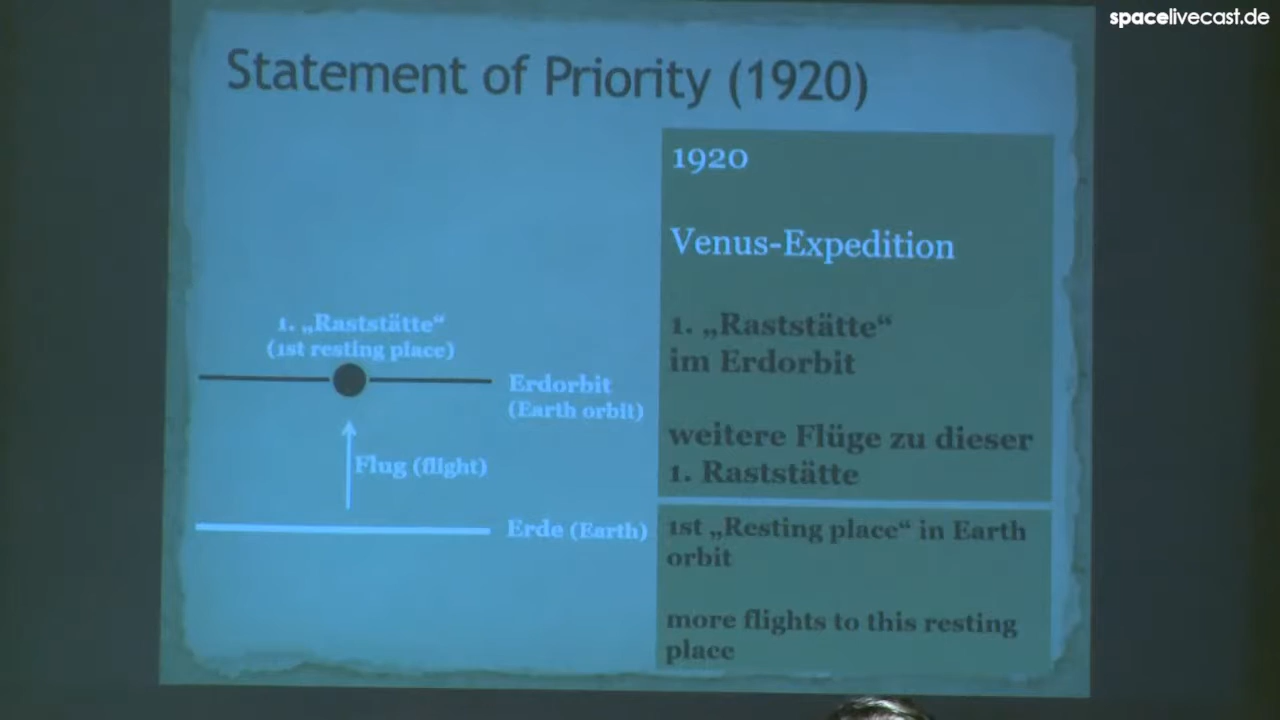 spacelivecast.de
Statement of Priority (1920)
1920
Venus-Expedition
1. „Raststätte“
im Erdorbit
weitere Flüge zu dieser
1. Raststätte
1st „Resting place“ in Earth
orbit
more flights to this resting
place
1. „Raststätte“
(1st resting place)
Erdorbit
(Earth orbit)
Flug (flight)
Erde (Earth)